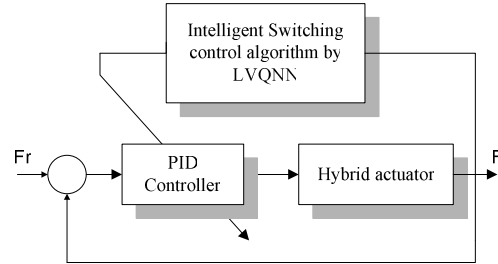 Intelligent Switching
control algorithm by
LVQNN
Fr
PID
Controller
Hybrid actuator
F